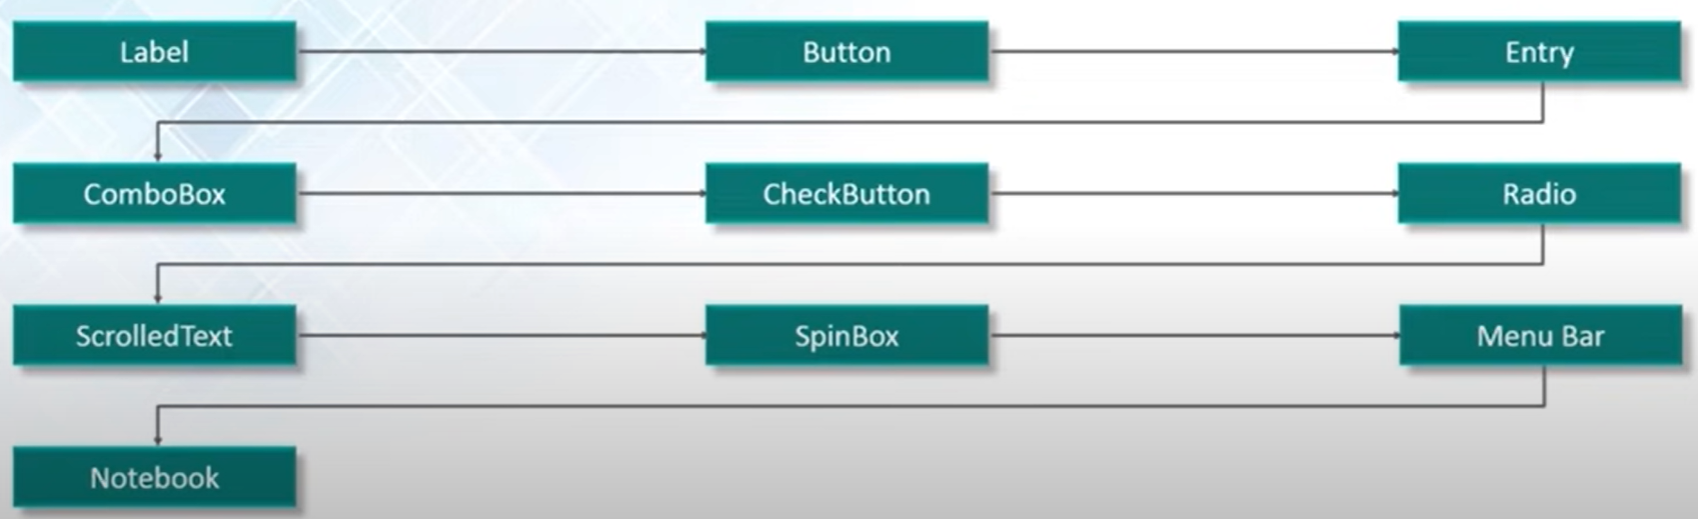 Label
Button
Entry
ComboBox
CheckButton
Radio
ScrolledText
SpinBox
Menu Bar
Notebook